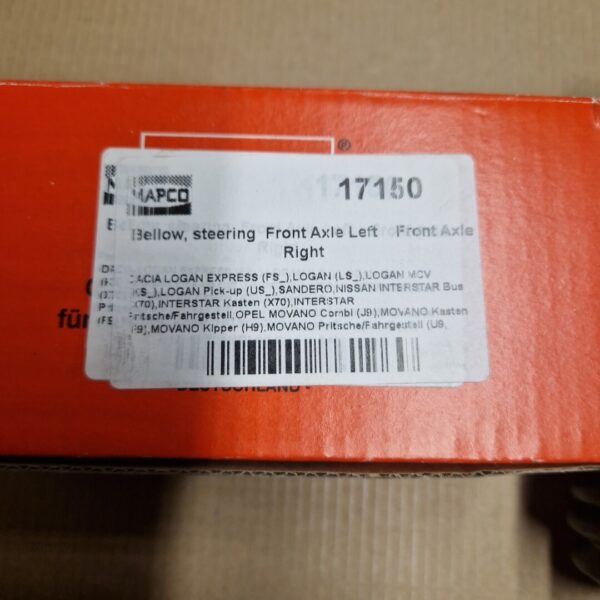 ®
MAPCO 17150
Bellow, steering Front Axle Left Front Axle
Right
DACIA LOGAN EXPRESS (FS_),LOGAN (LS_),LOGAN MCV
(KS_),LOGAN Pick-up (US_),SANDERO,NISSAN INTERSTAR Bus
(X70),INTERSTAR Kasten (X70),INTERSTAR
Pritsche/Fahrgestell,OPEL MOVANO Combi (J9),MOVANO Kasten
(F9),MOVANO Kipper (H9),MOVANO Pritsche/Fahrgestell (U9,
für
DEUTSCHLAND